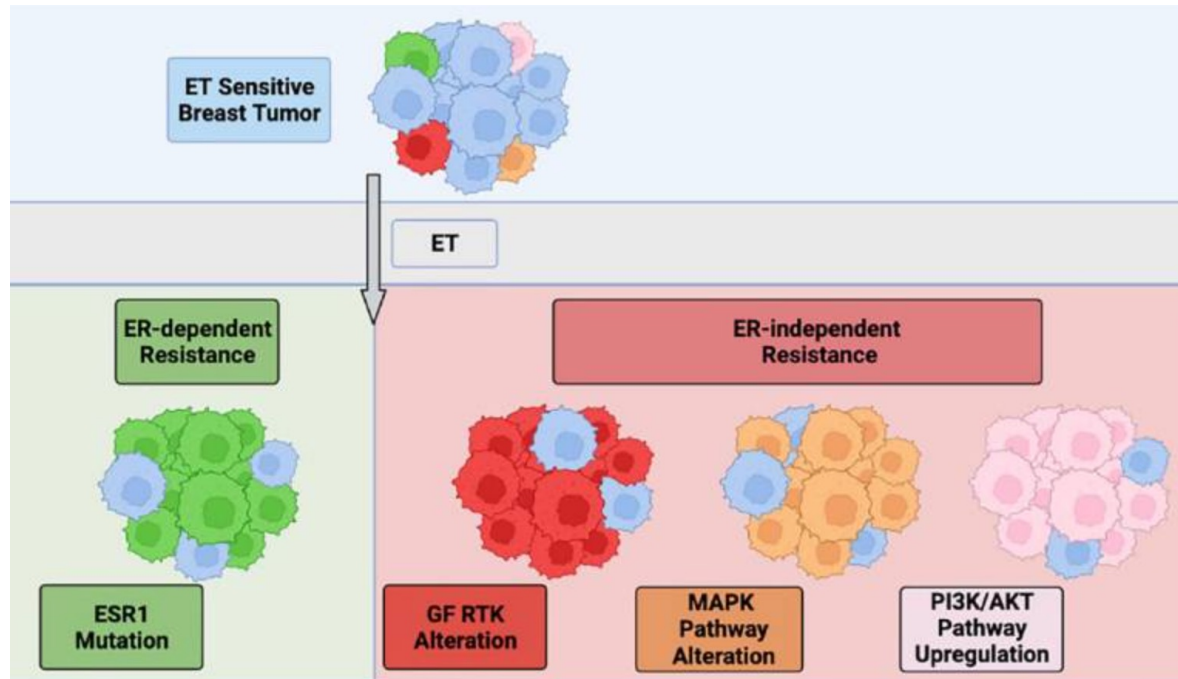 ET Sensitive
Breast Tumor
ET
ER-dependent
Resistance
ER-independent
Resistance
ESR1
Mutation
GF RTK
Alteration
MAPK
Pathway
Alteration
PI3K/AKT
Pathway
Upregulation